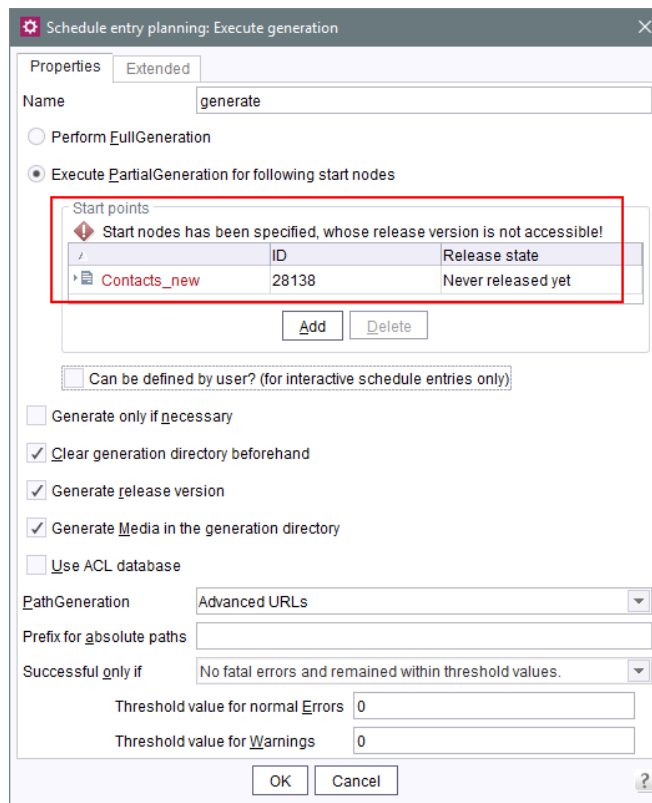 Schedule entry planning: Execute generation
Properties Extended
Name generate
Perform FullGeneration
Execute PartialGeneration for following start nodes
Start points
Start nodes has been specified, whose release version is not accessible!
ID Release state
Contacts_new 28138 Never released yet
Add Delete
Can be defined by user? (for interactive schedule entries only)
Generate only if necessary
Clear generation directory beforehand
Generate release version
Generate Media in the generation directory
Use ACL database
PathGeneration Advanced URLs
Prefix for absolute paths
Successful only if No fatal errors and remained within threshold values.
Threshold value for normal Errors 0
Threshold value for Warnings 0
OK Cancel ?